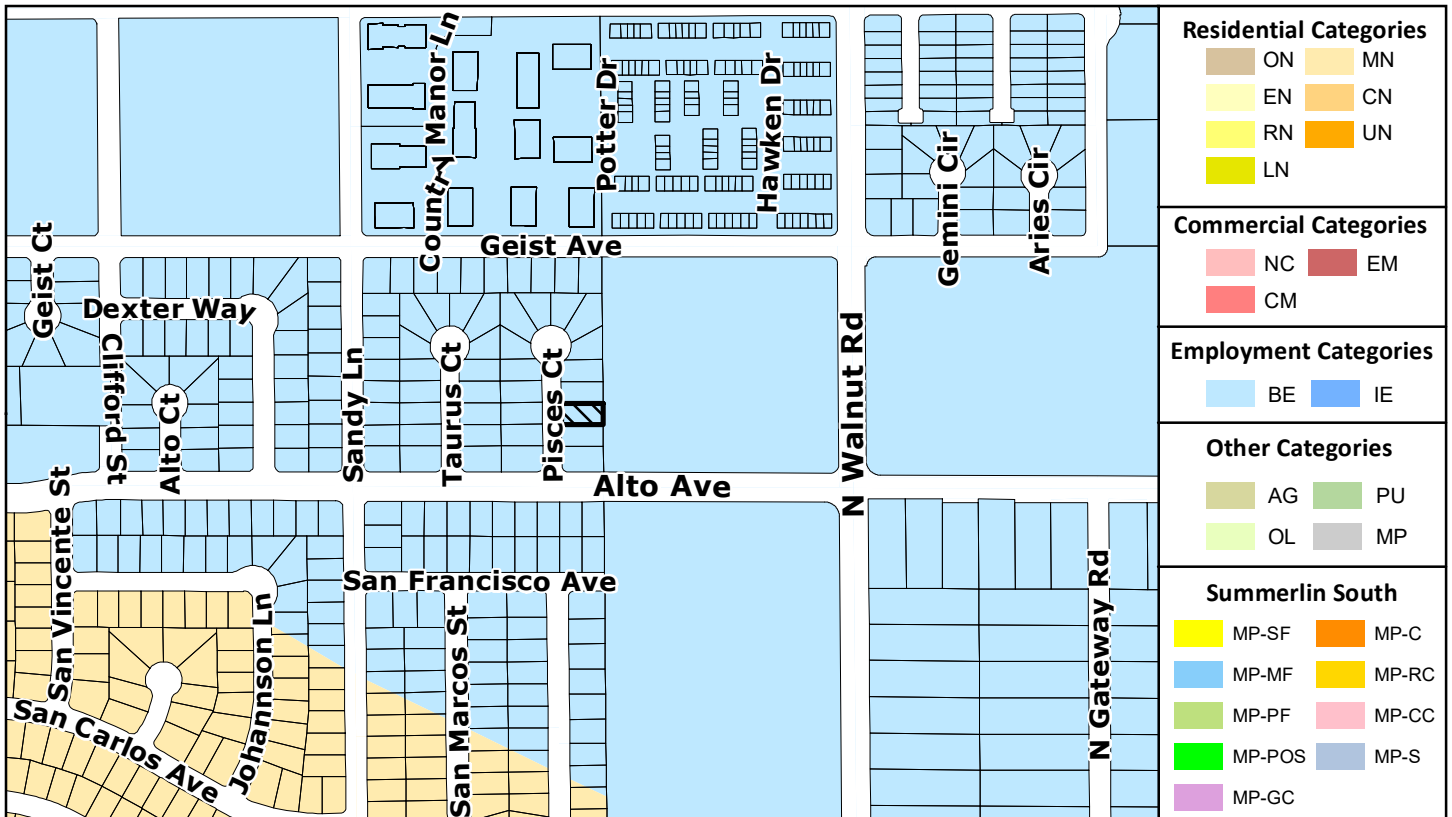 Country Manor Ln
Potter Dr
Hawken Dr
Gemini Cir
Aries Cir
Geist Ave
Geist Ct
Dexter Way
Clifford St
Alto Ct
Sandy Ln
Taurus Ct
Pisces Ct
N Walnut Rd
Alto Ave
San Vincente St
San Francisco Ave
Johannson Ln
San Marcos St
San Carlos Ave
N Gateway Rd
Residential Categories
ON MN
EN CN
RN UN
LN
Commercial Categories
NC EM
CM
Employment Categories
BE IE
Other Categories
AG PU
OL MP
Summerlin South
MP-SF MP-C
MP-MF MP-RC
MP-PF MP-CC
MP-POS MP-S
MP-GC